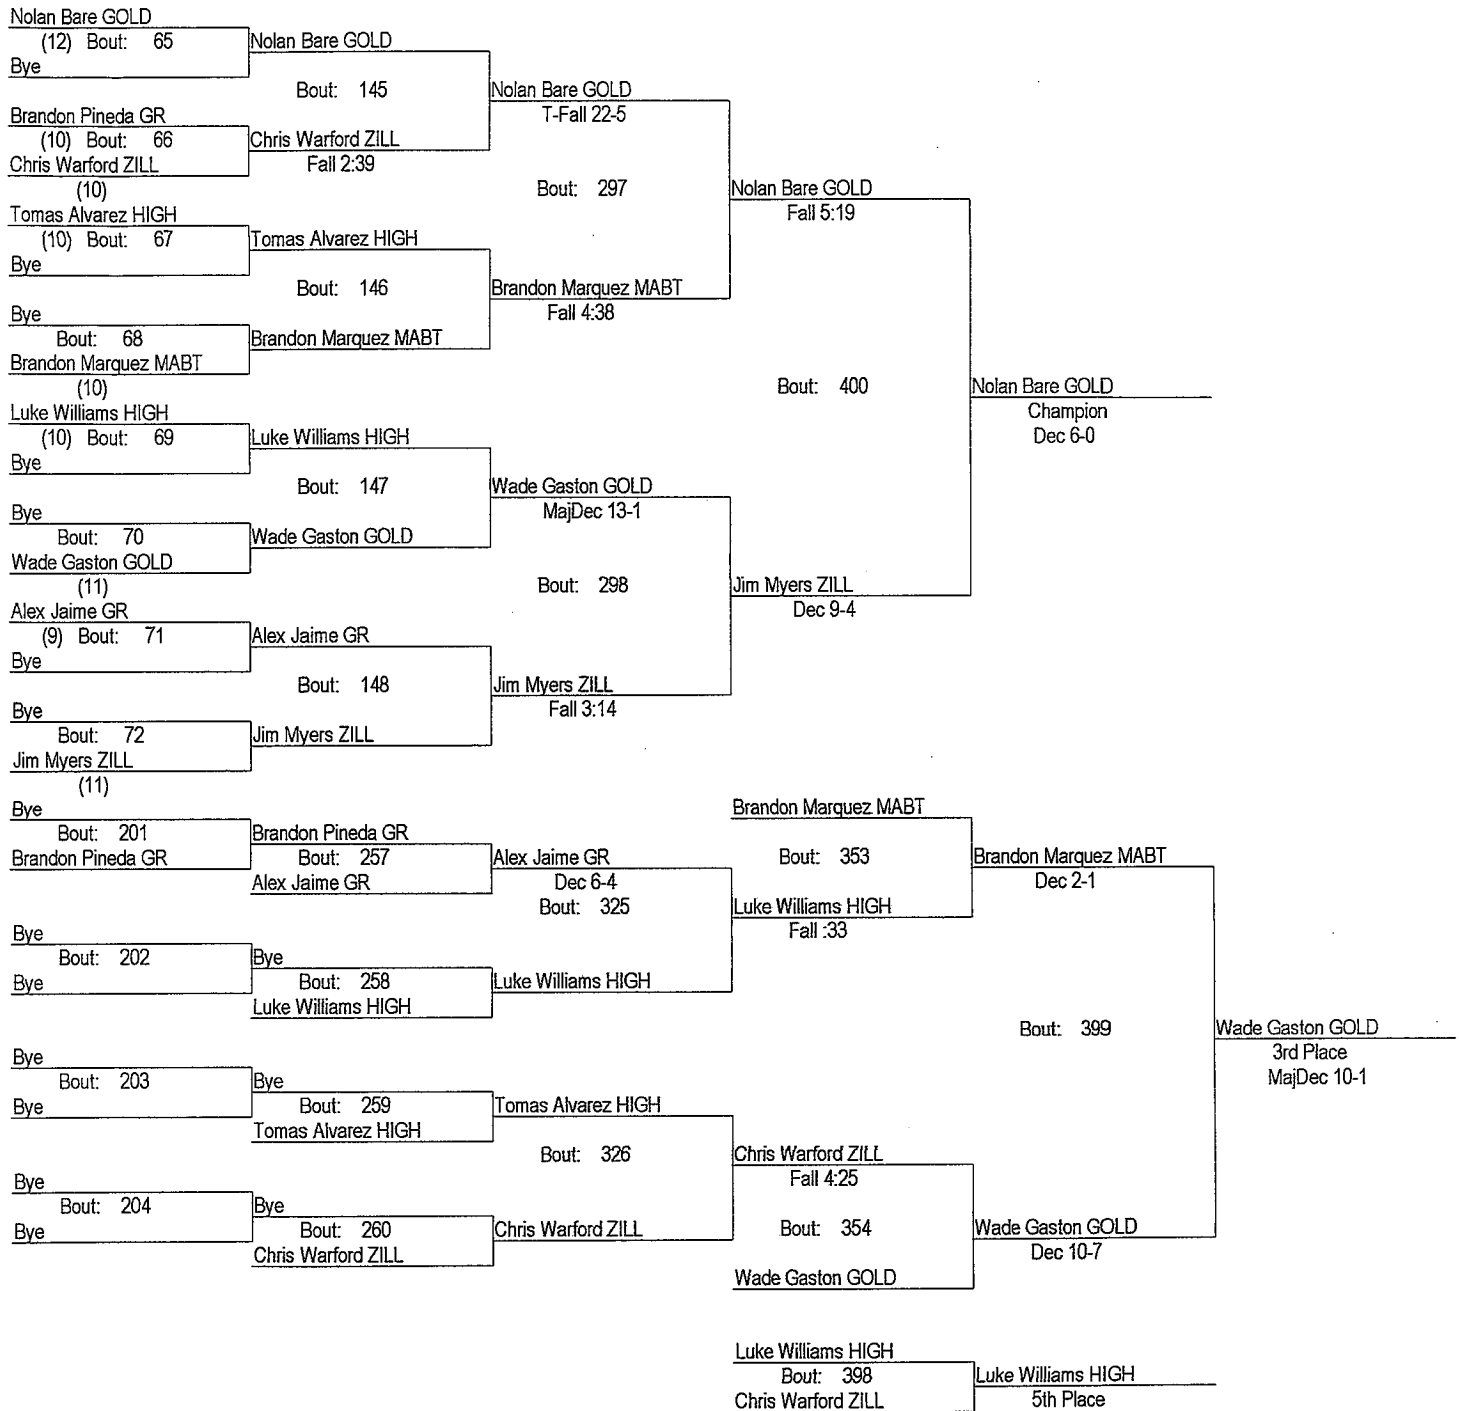 Nolan Bare GOLD
(12) Bout: 65
Bye
Nolan Bare GOLD
Bout: 145
Brandon Pineda GR
(10) Bout: 66
Chris Warford ZILL
(10)
Chris Warford ZILL
Fall 2:39
Nolan Bare GOLD
T-Fall 22-5
Bout: 297
Tomas Alvarez HIGH
(10) Bout: 67
Bye
Tomas Alvarez HIGH
Bout: 146
Bye
Bout: 68
Brandon Marquez MABT
(10)
Brandon Marquez MABT
Brandon Marquez MABT
Fall 4:38
Nolan Bare GOLD
Fall 5:19
Bout: 400
Nolan Bare GOLD
Champion
Dec 6-0
Luke Williams HIGH
(10) Bout: 69
Bye
Luke Williams HIGH
Bout: 147
Bye
Bout: 70
Wade Gaston GOLD
(11)
Wade Gaston GOLD
Wade Gaston GOLD
MajDec 13-1
Bout: 298
Jim Myers ZILL
Dec 9-4
Alex Jaime GR
(9) Bout: 71
Bye
Alex Jaime GR
Bout: 148
Bye
Bout: 72
Jim Myers ZILL
(11)
Jim Myers ZILL
Jim Myers ZILL
Fall 3:14
Bye
Bout: 201
Brandon Pineda GR
Brandon Pineda GR
Bout: 257
Alex Jaime GR
Alex Jaime GR
Dec 6-4
Bout: 325
Bye
Bout: 202
Bye
Bye
Bout: 258
Luke Williams HIGH
Luke Williams HIGH
Brandon Marquez MABT
Bout: 353
Luke Williams HIGH
Fall :33
Brandon Marquez MABT
Dec 2-1
Bout: 399
Wade Gaston GOLD
3rd Place
MajDec 10-1
Bye
Bout: 203
Bye
Bye
Bout: 259
Tomas Alvarez HIGH
Tomas Alvarez HIGH
Bout: 326
Bye
Bout: 204
Bye
Bye
Bout: 260
Chris Warford ZILL
Chris Warford ZILL
Chris Warford ZILL
Fall 4:25
Bout: 354
Wade Gaston GOLD
Wade Gaston GOLD
Dec 10-7
Luke Williams HIGH
Bout: 398
Chris Warford ZILL
Luke Williams HIGH
5th Place